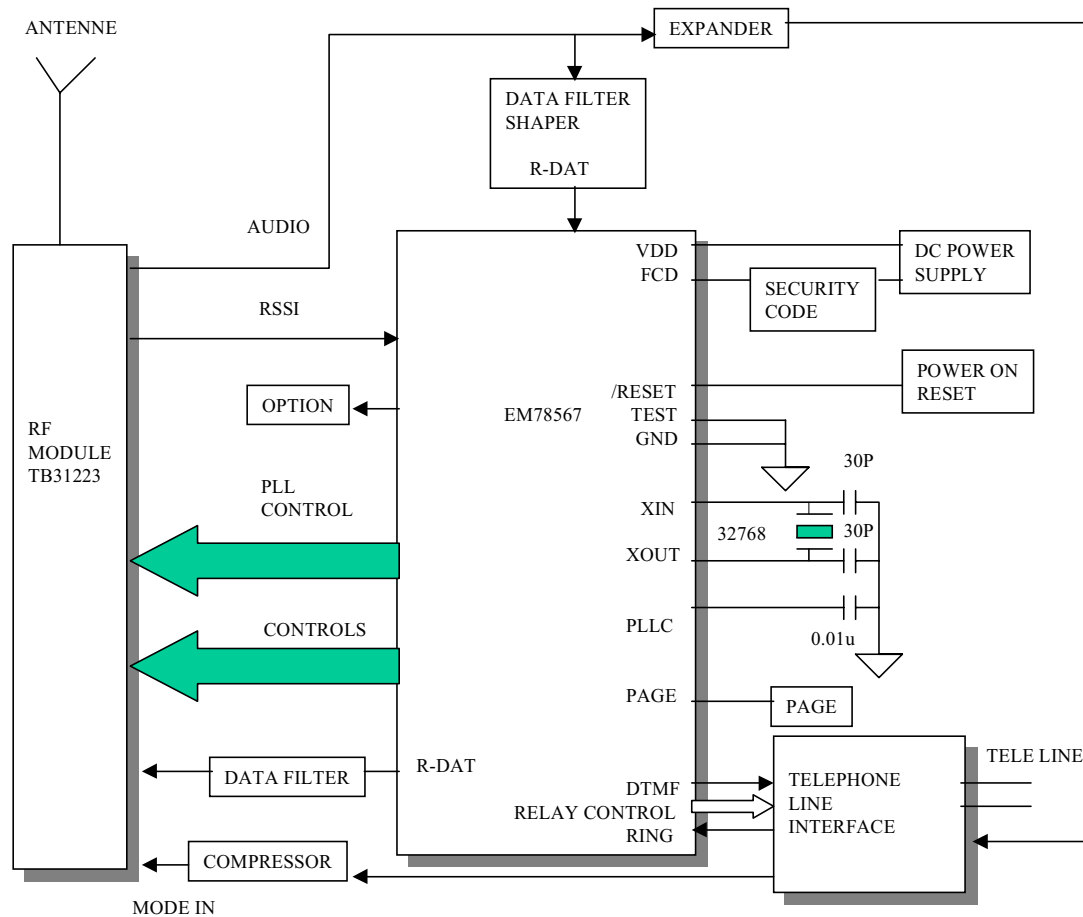 ANTENNE
EXPANDER
DATA FILTER
SHAPER
R-DAT
AUDIO
RSSI
OPTION
RF
MODULE
TB31223
PLL
CONTROL
CONTROLS
R-DAT
DATA FILTER
COMPRESSOR
MODE IN
EM78567
VDD
FCD
/RESET
TEST
GND
XIN
XOUT
PLLC
PAGE
DTMF
RELAY CONTROL
RING
DC POWER
SUPPLY
SECURITY
CODE
POWER ON
RESET
30P
32768
30P
0.01u
PAGE
TELEPHONE
LINE
INTERFACE
TELE LINE